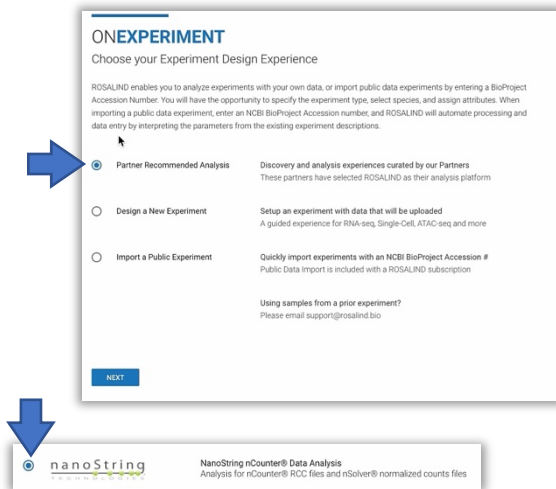 ONEXPERIMENT
Choose your Experiment Design Experience
ROSALIND enables you to analyze experiments with your own data, or import public data experiments by entering a BioProject
Accession Number. You will have the opportunity to specify the experiment type, select species, and assign attributes. When
importing a public data experiment, enter an NCBI BioProject Accession number, and ROSALIND will automate processing and
data entry by interpreting the parameters from the existing experiment descriptions.
Partner Recommended Analysis
Discovery and analysis experiences curated by our Partners
These partners have selected ROSALIND as their analysis platform
Design a New Experiment
Setup an experiment with data that will be uploaded
A guided experience for RNA-seq, Single-Cell, ATAC-seq and more
Import a Public Experiment
Quickly import experiments with an NCBI BioProject Accession #
Public Data Import is included with a ROSALIND subscription
Using samples from a prior experiment?
Please email support@rosalind.bio
NEXT
nanoString
TECHNOLOGIES
NanoString nCounter® Data Analysis
Analysis for nCounter® RCC files and nSolver® normalized counts files